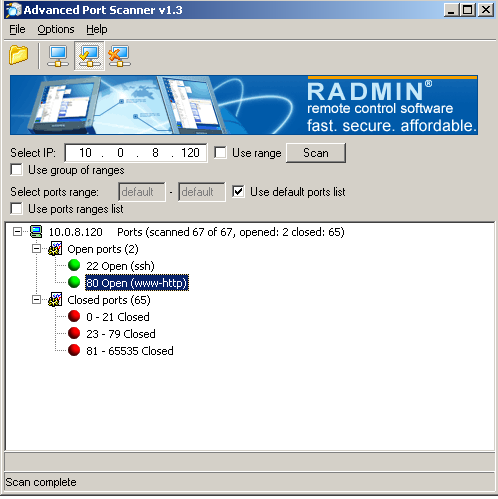 Advanced Port Scanner v1.3
File Options Help
RADMIN®
remote control software
fast. secure. affordable.
Select IP: 10 . 0 . 8 . 120 Use range Scan
Use group of ranges
Select ports range: default - default Use default ports list
Use ports ranges list
10.0.8.120 Ports (scanned 67 of 67, opened: 2 closed: 65)
Open ports (2)
22 Open (ssh)
80 Open (www-http)
Closed ports (65)
0 - 21 Closed
23 - 79 Closed
81 - 65535 Closed
Scan complete